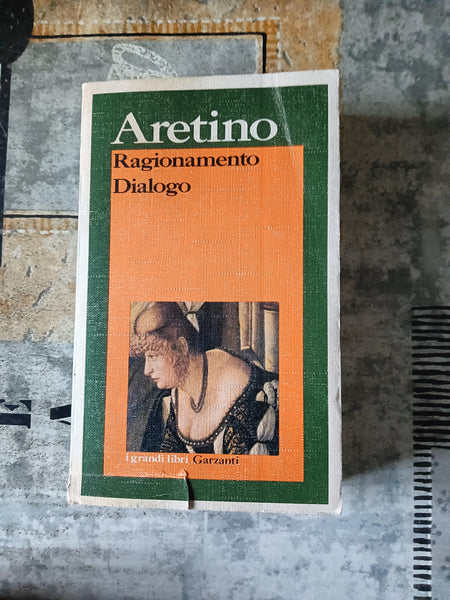 Aretino
Ragionamento
Dialogo
i grandi libri Garzanti